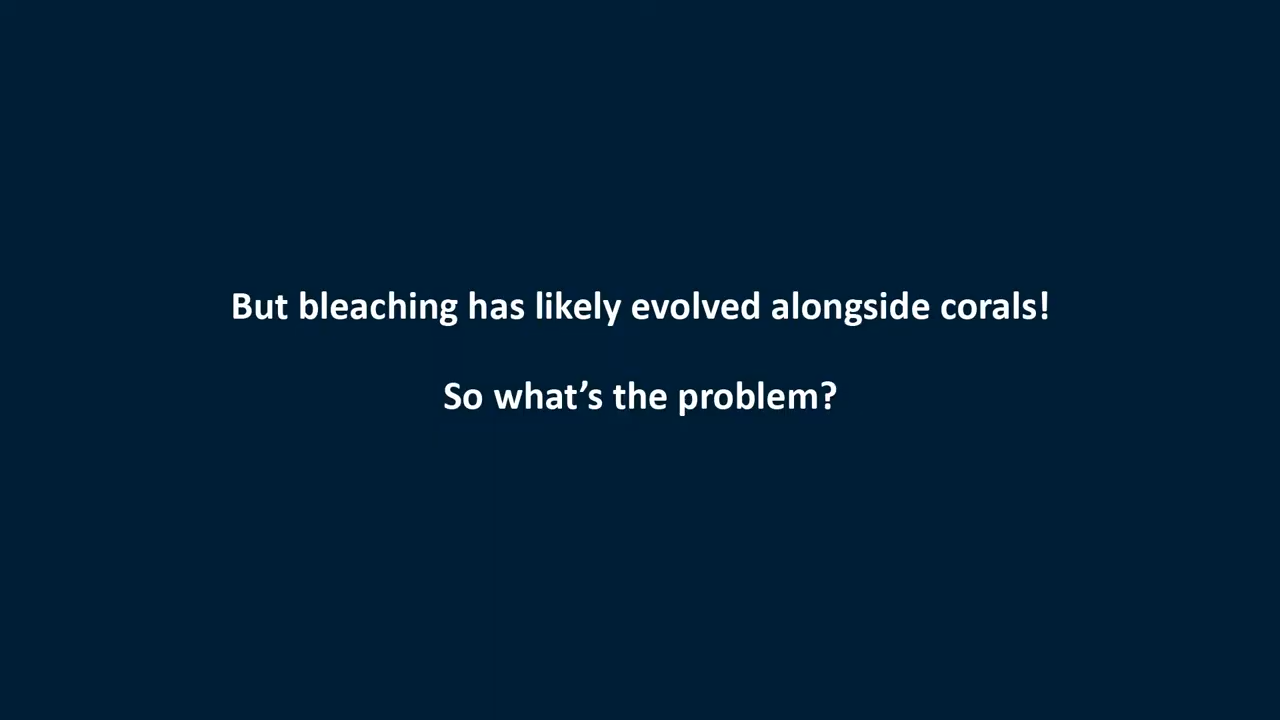 But bleaching has likely evolved alongside corals!
So what’s the problem?